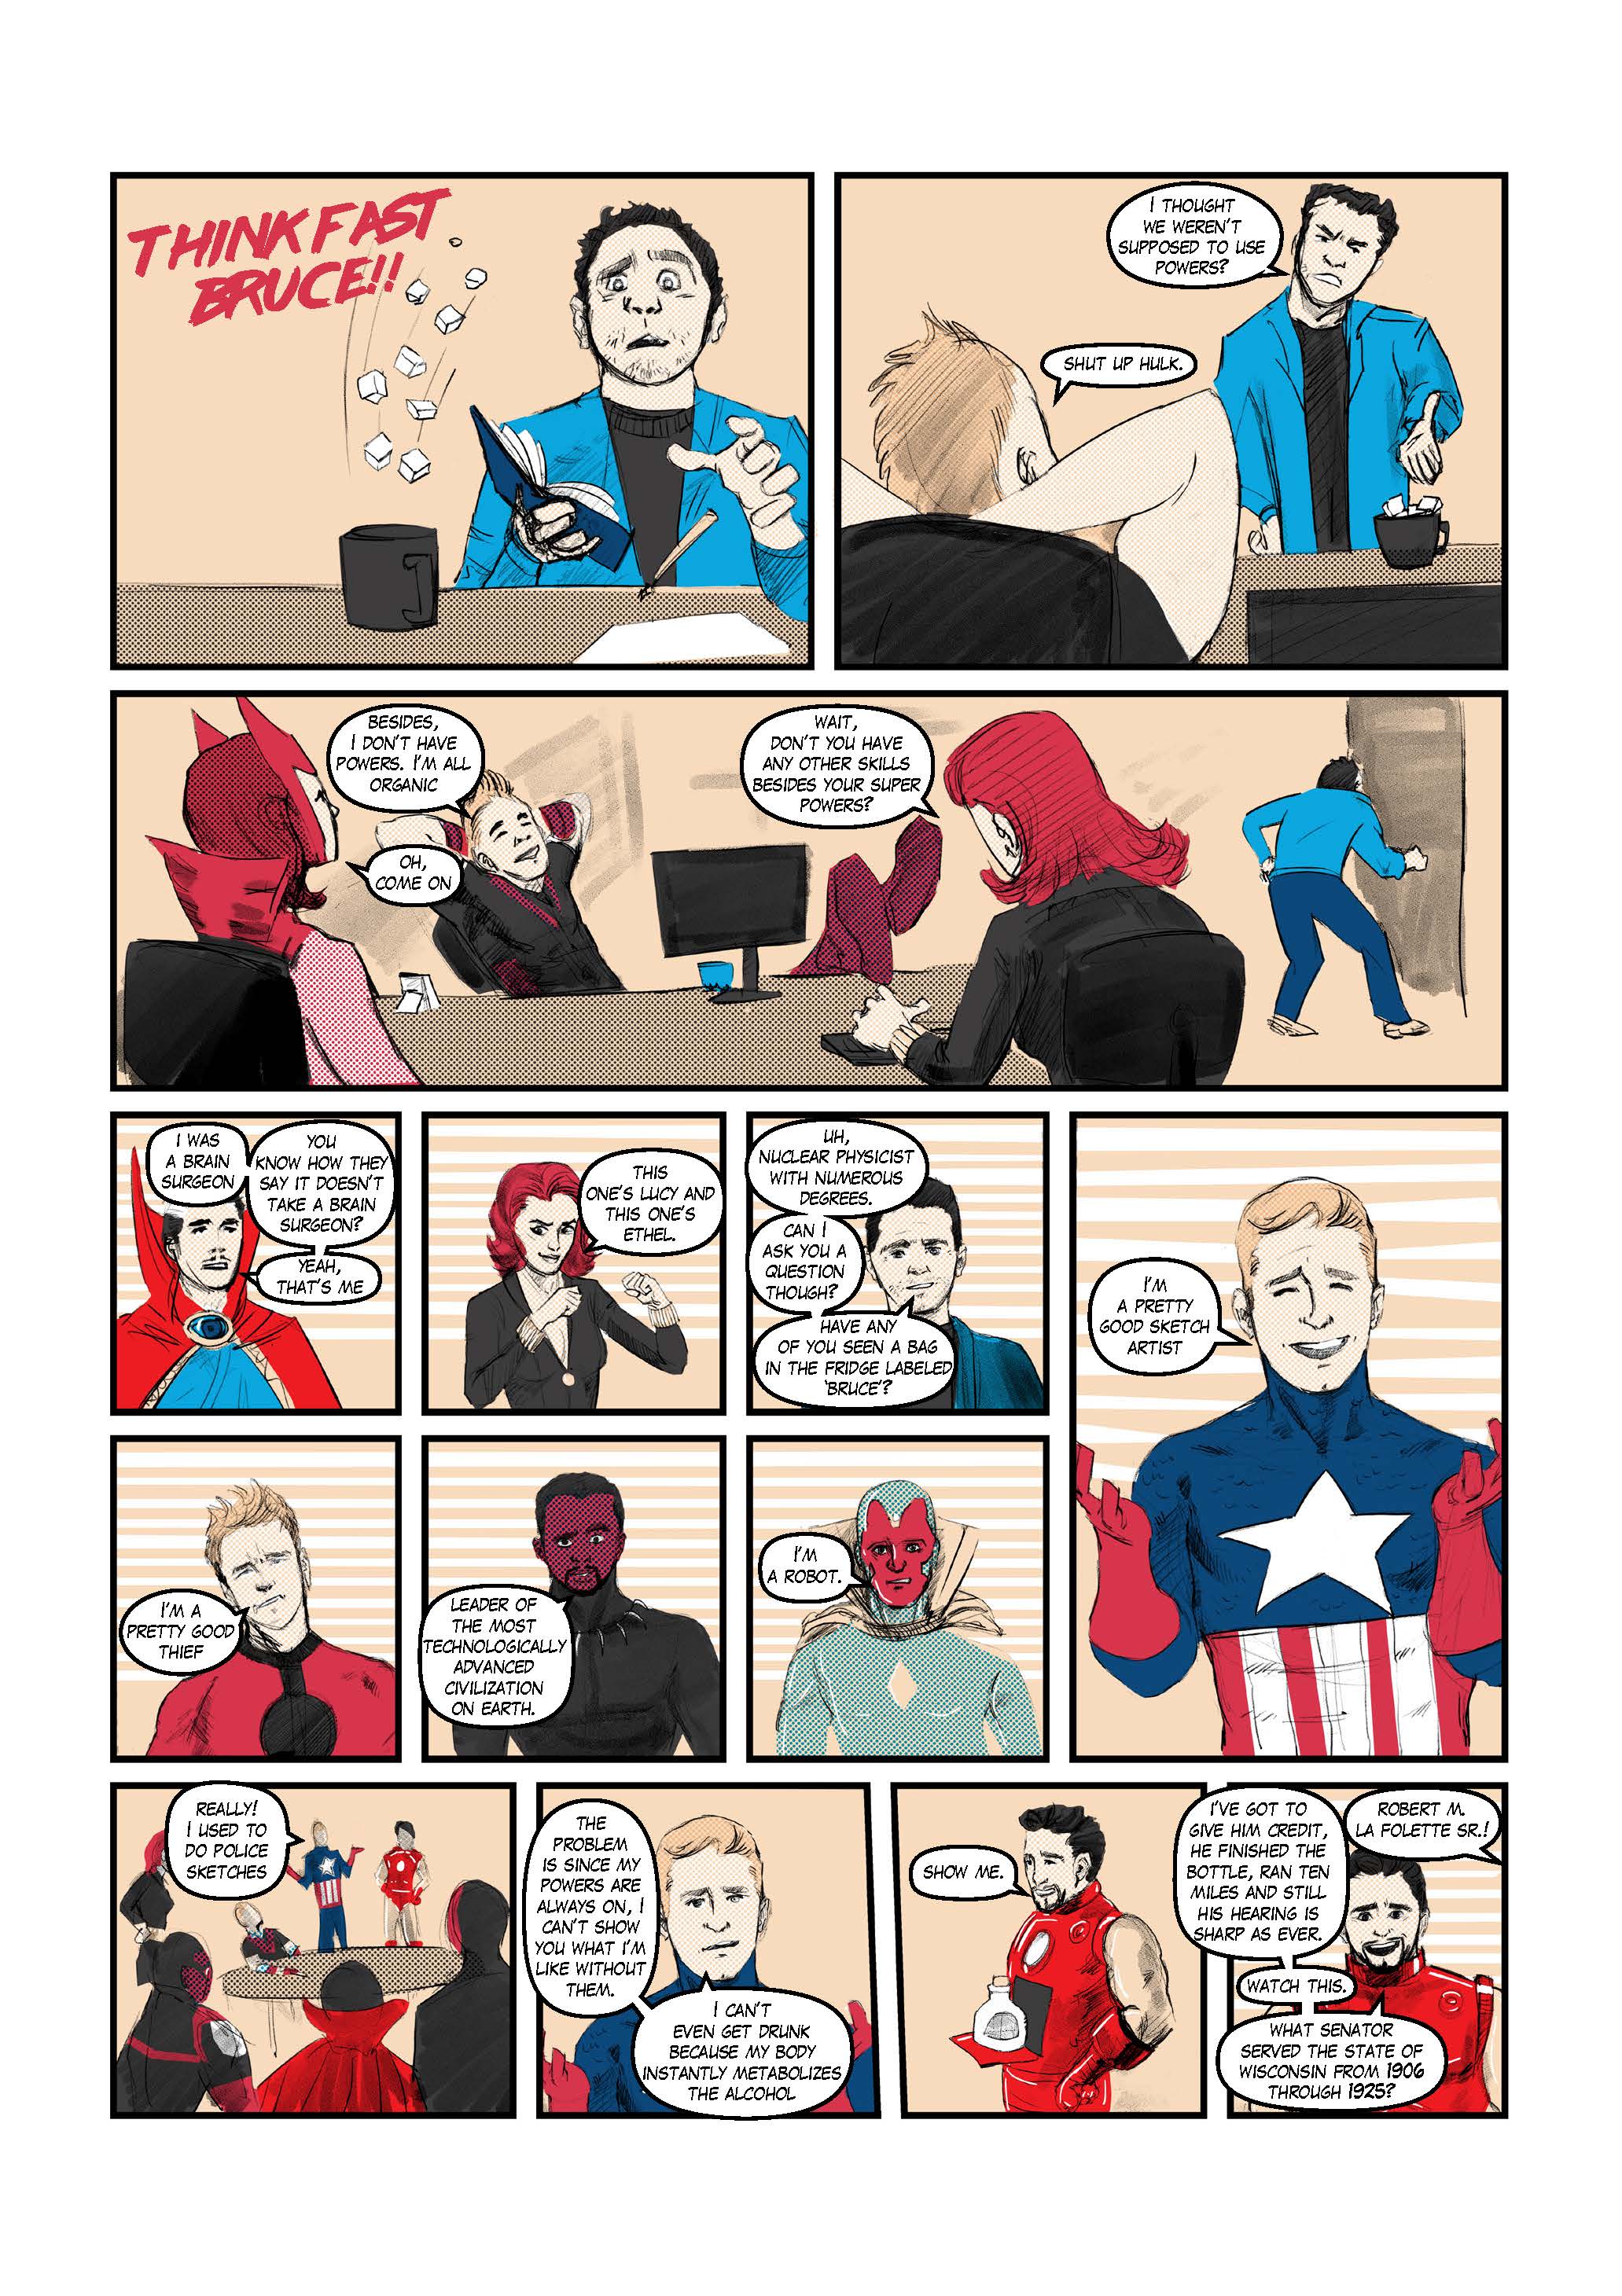 THINK FAST
BRUCE!!
I THOUGHT
WE WEREN'T
SUPPOSED TO USE
POWERS?
SHUT UP HULK.
BESIDES,
I DON'T HAVE
POWERS. I'M ALL
ORGANIC
OH,
COME ON
WAIT,
DON'T YOU HAVE
ANY OTHER SKILLS
BESIDES YOUR SUPER
POWERS?
I WAS
A BRAIN
SURGEON
YOU
KNOW HOW THEY
SAY IT DOESN'T
TAKE A BRAIN
SURGEON?
YEAH,
THAT'S ME
THIS
ONE'S LUCY AND
THIS ONE'S
ETHEL.
UH,
NUCLEAR PHYSICIST
WITH NUMEROUS
DEGREES.
CAN I
ASK YOU A
QUESTION
THOUGH?
HAVE ANY
OF YOU SEEN A BAG
IN THE FRIDGE LABELED
'BRUCE'?
I'M
A PRETTY
GOOD SKETCH
ARTIST
I'M A
PRETTY GOOD
THIEF
LEADER OF
THE MOST
TECHNOLOGICALLY
ADVANCED
CIVILIZATION
ON EARTH.
I'M
A ROBOT.
REALLY!
I USED TO
DO POLICE
SKETCHES
THE
PROBLEM
IS SINCE MY
POWERS ARE
ALWAYS ON, I
CAN'T SHOW
YOU WHAT I'M
LIKE WITHOUT
THEM.
I CAN'T
EVEN GET DRUNK
BECAUSE MY BODY
INSTANTLY METABOLIZES
THE ALCOHOL
SHOW ME.
I'VE GOT TO
GIVE HIM CREDIT,
HE FINISHED THE
BOTTLE, RAN TEN
MILES AND STILL
HIS HEARING IS
SHARP AS EVER.
WATCH THIS.
WHAT SENATOR
SERVED THE STATE OF
WISCONSIN FROM 1906
THROUGH 1925?
ROBERT M.
LA FOLETTE SR.!